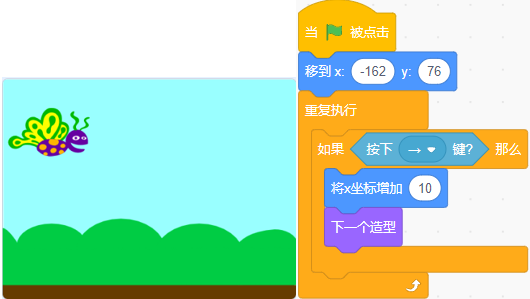 当 被点击
移到 x: -162 y: 76
重复执行
如果 按下 → 键? 那么
将x坐标增加 10
下一个造型